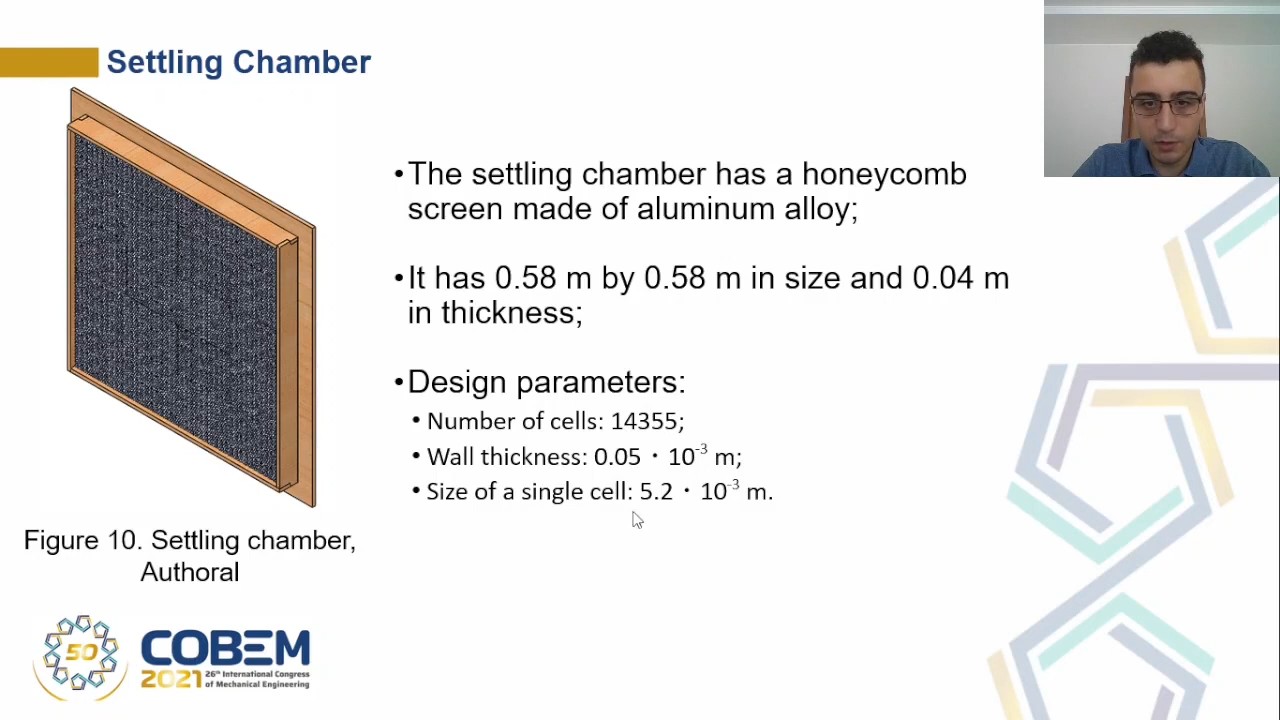 Settling Chamber
•The settling chamber has a honeycomb
screen made of aluminum alloy;
•It has 0.58 m by 0.58 m in size and 0.04 m
in thickness;
•Design parameters:
• Number of cells: 14355;
• Wall thickness: 0.05 · 10⁻³ m;
• Size of a single cell: 5.2 · 10⁻³ m.
Figure 10. Settling chamber,
Authoral
50
COBEM
2021 26th International Congress
of Mechanical Engineering